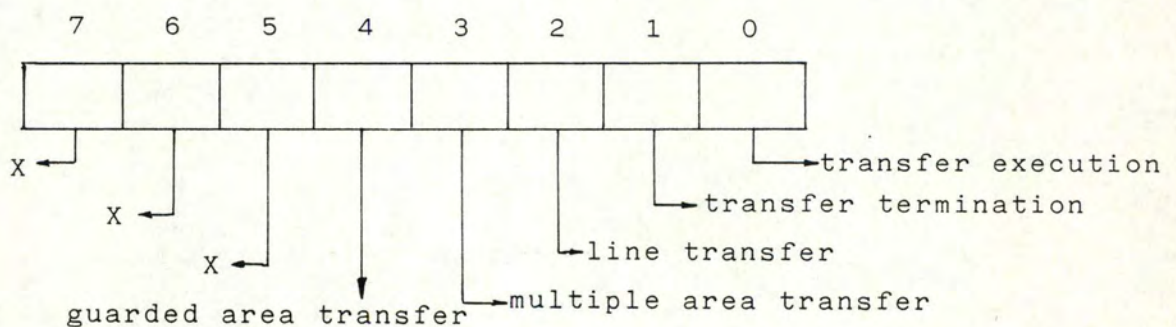 7 6 5 4 3 2 1 0
X transfer execution
X transfer termination
X line transfer
guarded area transfer multiple area transfer